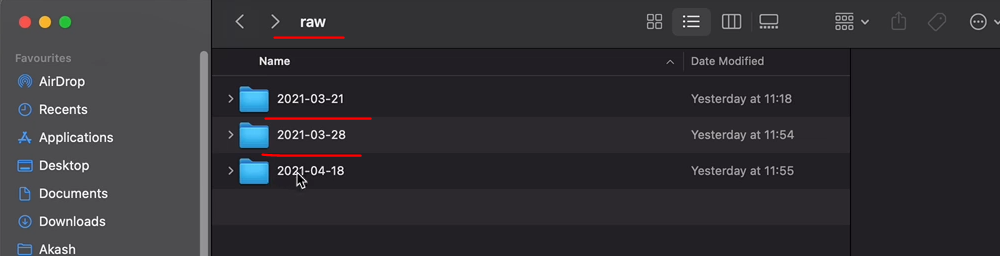 raw
Favourites
AirDrop
Recents
Applications
Desktop
Documents
Downloads
Akash
Name Date Modified
2021-03-21 Yesterday at 11:18
2021-03-28 Yesterday at 11:54
2021-04-18 Yesterday at 11:55